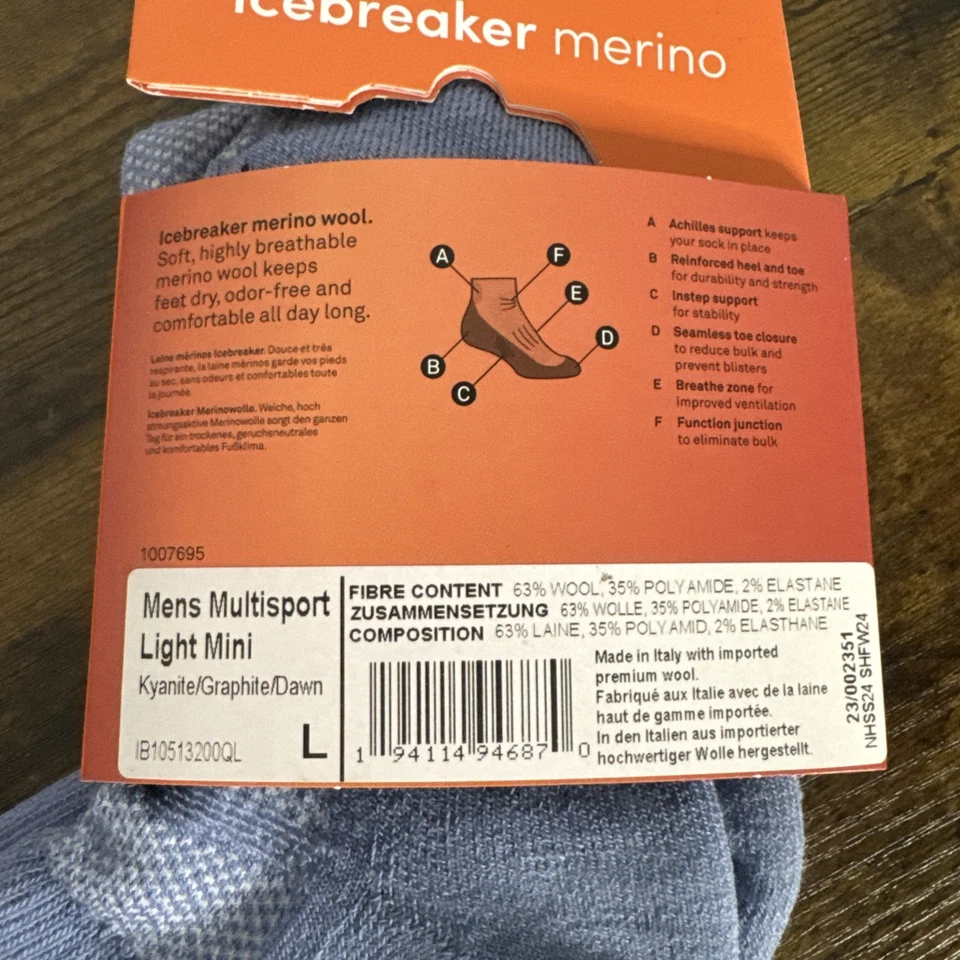 icebreaker merino
Icebreaker merino wool.
Soft, highly breathable
merino wool keeps
feet dry, odor-free and
comfortable all day long.
Laine mérinos Icebreaker. Douce et très
respirante, la laine mérinos garde vos pieds
au sec, sans odeurs et confortables toute
la journée.
Icebreaker Merinowolle. Weiche, hoch
atmungsaktive Merinowolle sorgt den ganzen
Tag für ein trockenes, geruchsneutrales
und komfortables Fußklima.
A
F
E
D
B
C
A Achilles support keeps
your sock in place
B Reinforced heel and toe
for durability and strength
C Instep support
for stability
D Seamless toe closure
to reduce bulk and
prevent blisters
E Breathe zone for
improved ventilation
F Function junction
to eliminate bulk
1007695
Mens Multisport
Light Mini
Kyanite/Graphite/Dawn
IB10513200QL
L
FIBRE CONTENT 63% WOOL, 35% POLYAMIDE, 2% ELASTANE
ZUSAMMENSETZUNG 63% WOLLE, 35% POLYAMIDE, 2% ELASTANE
COMPOSITION 63% LAINE, 35% POLYAMID, 2% ELASTHANE
1 94114 94687 0
Made in Italy with imported
premium wool.
Fabriqué aux Italie avec de la laine
haut de gamme importée.
In den Italien aus importierter
hochwertiger Wolle hergestellt.
23/002351
NHSS24 SHFW24